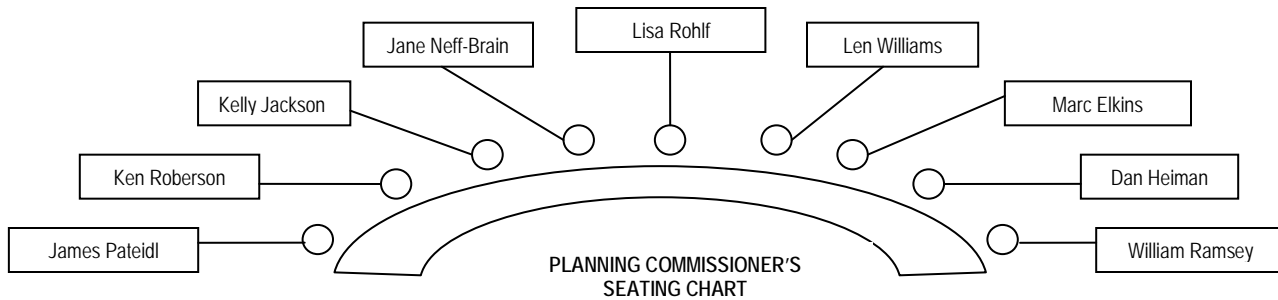 Lisa Rohlf
Jane Neff-Brain
Len Williams
Kelly Jackson
Marc Elkins
Ken Roberson
Dan Heiman
James Pateidl
William Ramsey
PLANNING COMMISSIONER'S
SEATING CHART